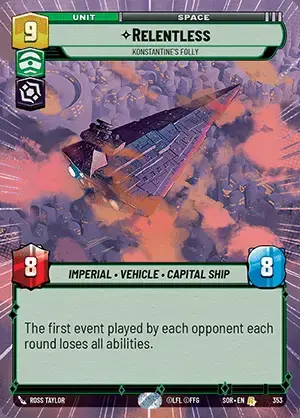 UNIT SPACE
9
RELENTLESS
KONSTANTINE'S FOLLY
8
IMPERIAL • VEHICLE • CAPITAL SHIP
8
The first event played by each opponent each
round loses all abilities.
ROSS TAYLOR
©LFL ©FFG
SOR • EN
353